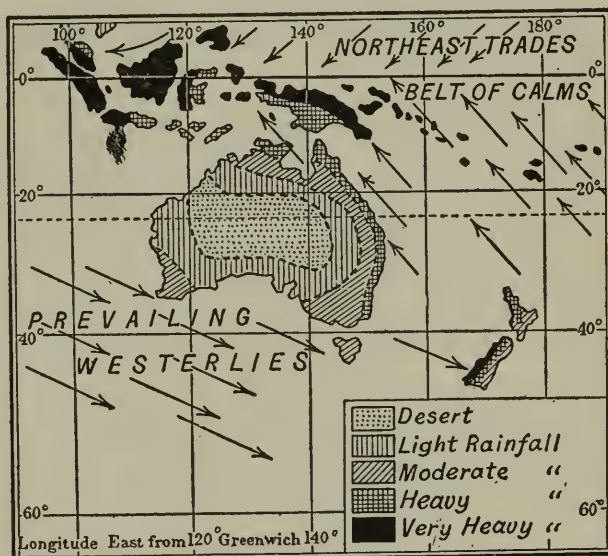 100° 120° 140° 160° 180°
NORTHEAST TRADES
0° 0°
BELT OF CALMS
20° 20°
PREVAILING
40° 40°
WESTERLIES
Desert
Light Rainfall
Moderate “
Heavy “
Very Heavy “
60° 60°
Longitude East from 120° Greenwich 140°